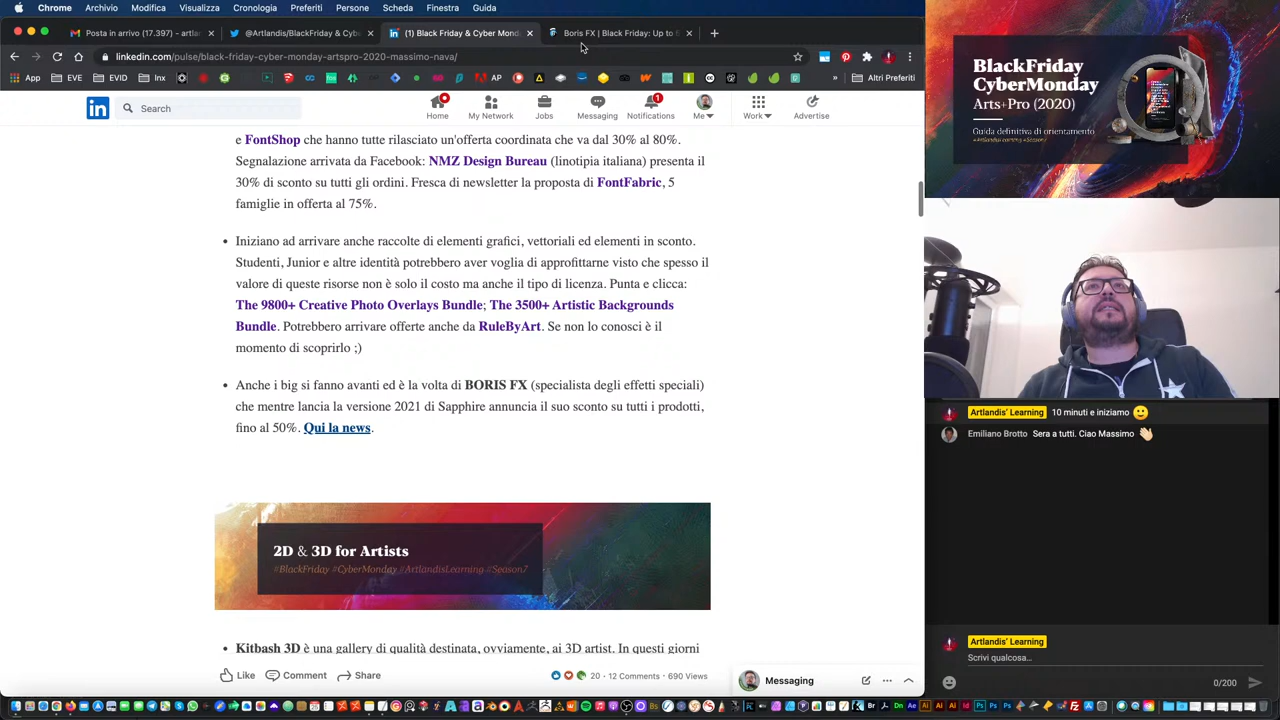 Chrome Archivio Modifica Visualizza Cronologia Preferiti Persone Scheda Finestra Guida
Posta in arrivo (17) - artlan
@Artlandis/BlackFriday & Cybe
(1) Black Friday & Cyber Mond
Boris FX | Black Friday: Up to 5
linkedin.com/pulse/black-friday-cyber-monday-artspro-2020-massimo-nava/
App EVE EVID AP Altri Preferiti
Search
Home My Network Jobs Messaging Notifications Me Work Advertise
1
e FontShop che hanno tutte rilasciato un'offerta coordinata che va dal 30% al 80%.
Segnalazione arrivata da Facebook: NMZ Design Bureau (linotipia italiana) presenta il
30% di sconto su tutti gli ordini. Fresca di newsletter la proposta di FontFabric, 5
famiglie in offerta al 75%.
• Iniziano ad arrivare anche raccolte di elementi grafici, vettoriali ed elementi in sconto.
Studenti, Junior e altre identità potrebbero aver voglia di approfittarne visto che spesso il
valore di queste risorse non è solo il costo ma anche il tipo di licenza. Punta e clicca:
The 9800+ Creative Photo Overlays Bundle; The 3500+ Artistic Backgrounds
Bundle. Potrebbero arrivare offerte anche da RuleByArt. Se non lo conosci è il
momento di scoprirlo ;)
• Anche i big si fanno avanti ed è la volta di BORIS FX (specialista degli effetti speciali)
che mentre lancia la versione 2021 di Sapphire annuncia il suo sconto su tutti i prodotti,
fino al 50%. Qui la news.
2D & 3D for Artists
#BlackFriday #CyberMonday #ArtlandisLearning #Season7
• Kitbash 3D è una gallery di qualità destinata, ovviamente, ai 3D artist. In questi giorni
Like Comment Share
20 · 12 Comments · 690 Views
Messaging
BlackFriday
CyberMonday
Arts+Pro (2020)
Guida definitiva di orientamento
Artlandis' Learning 10 minuti e iniziamo
Emiliano Brotto Sera a tutti. Ciao Massimo
Artlandis' Learning
Scrivi qualcosa...
0/200